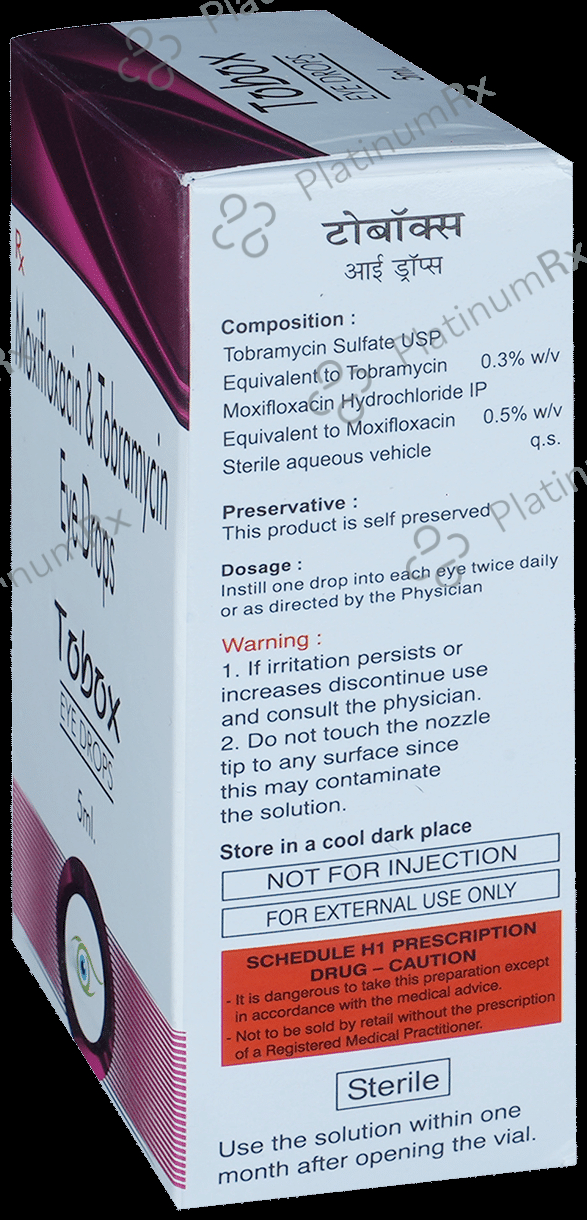 Tobox
EYE DROPS
5ml.
Rx
Moxifloxacin & Tobramycin
Eye Drops
Tobox
EYE DROPS
5ml.
टोबॉक्स
आई ड्रॉप्स
Composition :
Tobramycin Sulfate USP
Equivalent to Tobramycin 0.3% w/v
Moxifloxacin Hydrochloride IP
Equivalent to Moxifloxacin 0.5% w/v
Sterile aqueous vehicle q.s.
Preservative :
This product is self preserved
Dosage :
Instill one drop into each eye twice daily
or as directed by the Physician
Warning :
1. If irritation persists or
increases discontinue use
and consult the physician.
2. Do not touch the nozzle
tip to any surface since
this may contaminate
the solution.
Store in a cool dark place
NOT FOR INJECTION
FOR EXTERNAL USE ONLY
SCHEDULE H1 PRESCRIPTION
DRUG – CAUTION
- It is dangerous to take this preparation except
in accordance with the medical advice.
- Not to be sold by retail without the prescription
of a Registered Medical Practitioner.
Sterile
Use the solution within one
month after opening the vial.
PlatinumRx
PlatinumRx
PlatinumRx